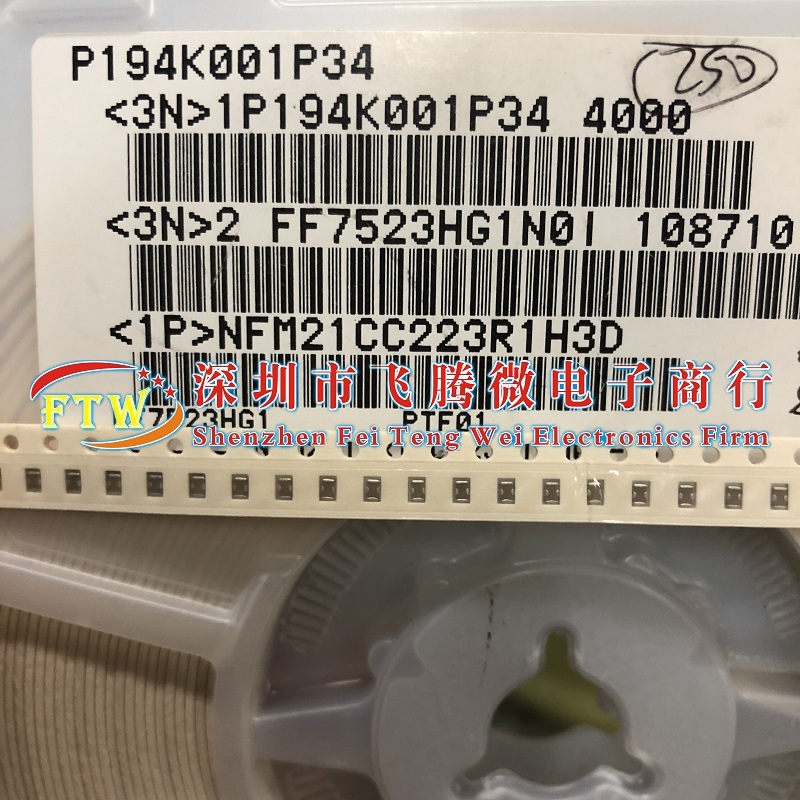 P194K001P34
250
<3N>1P194K001P34 4000
<3N>2 FF7523HG1N0I 108710
<1P>NFM21CC223R1H3D
FTW
深圳市飞腾微电子商行
7523HG1 PTF01
Shenzhen Fei Teng Wei Electronics Firm